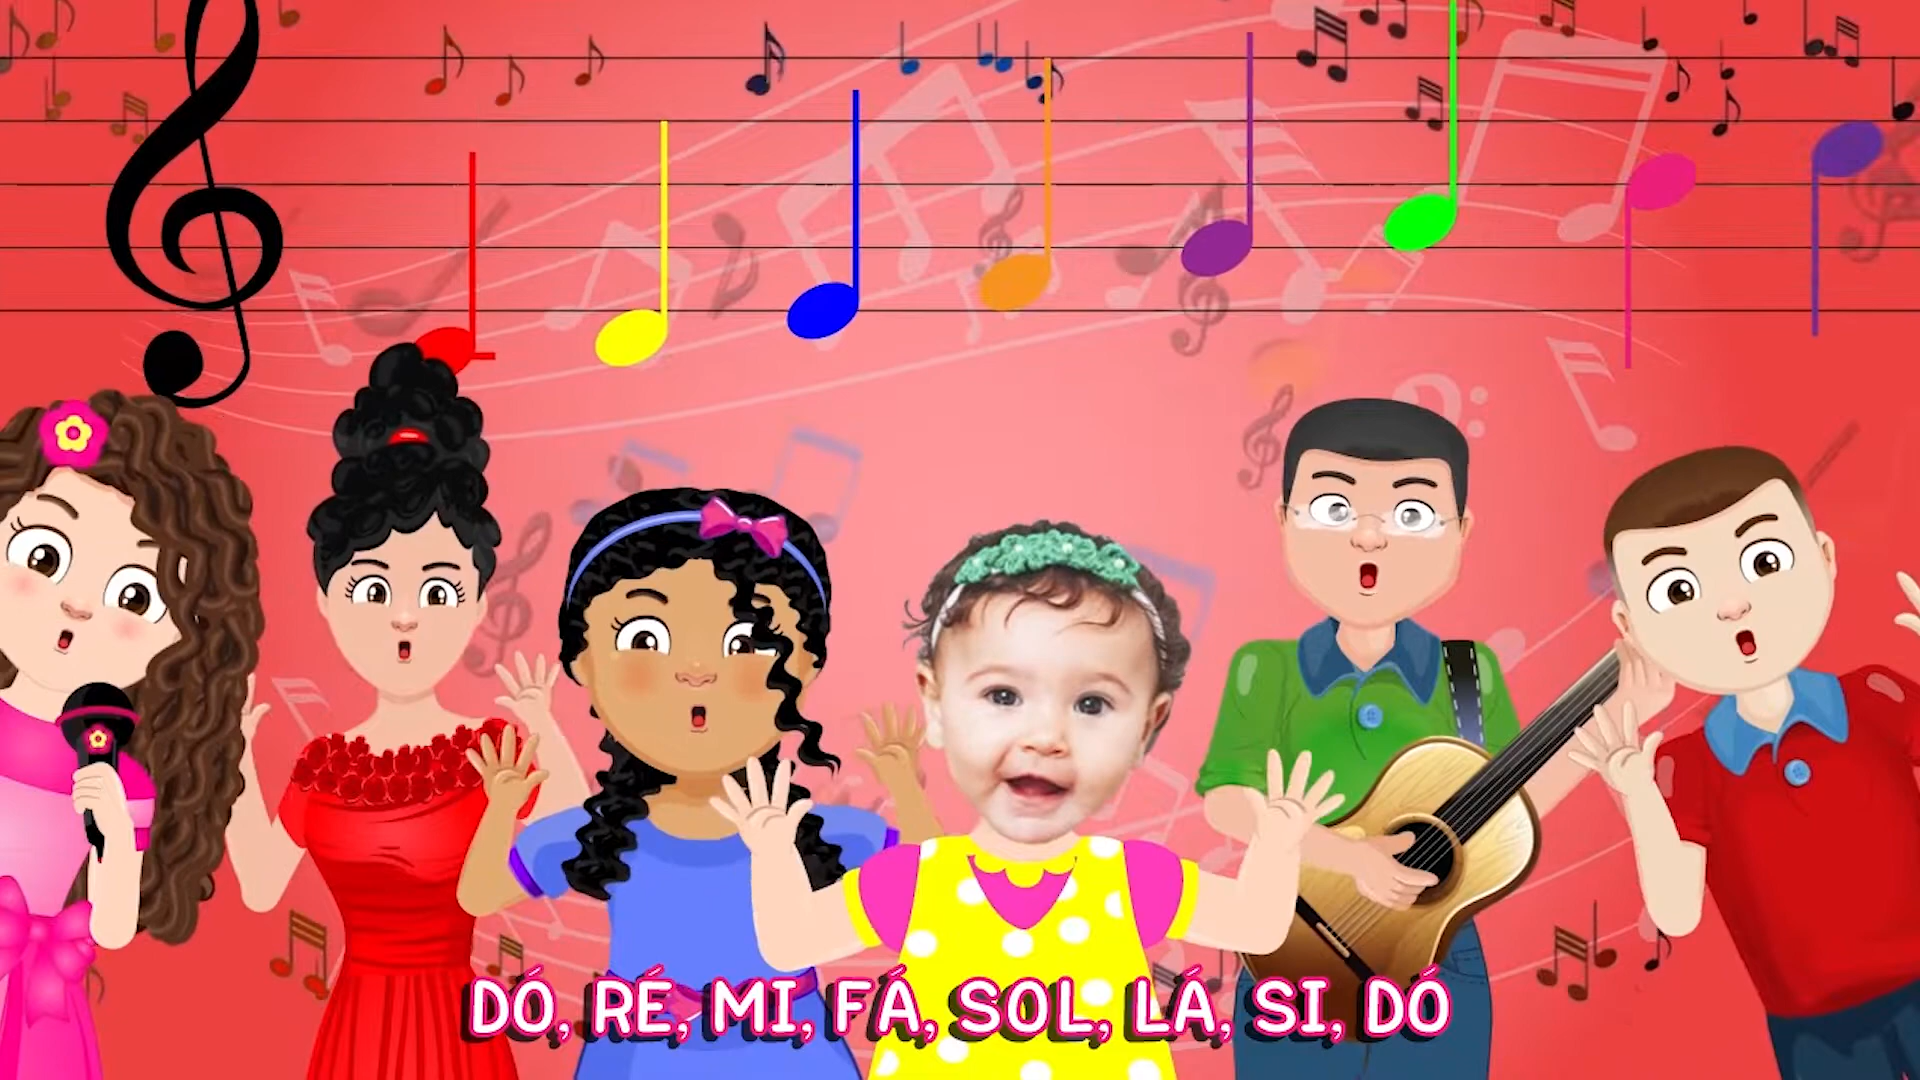 DÓ, RÉ, MI, FÁ, SOL, LÁ, SI, DÓ